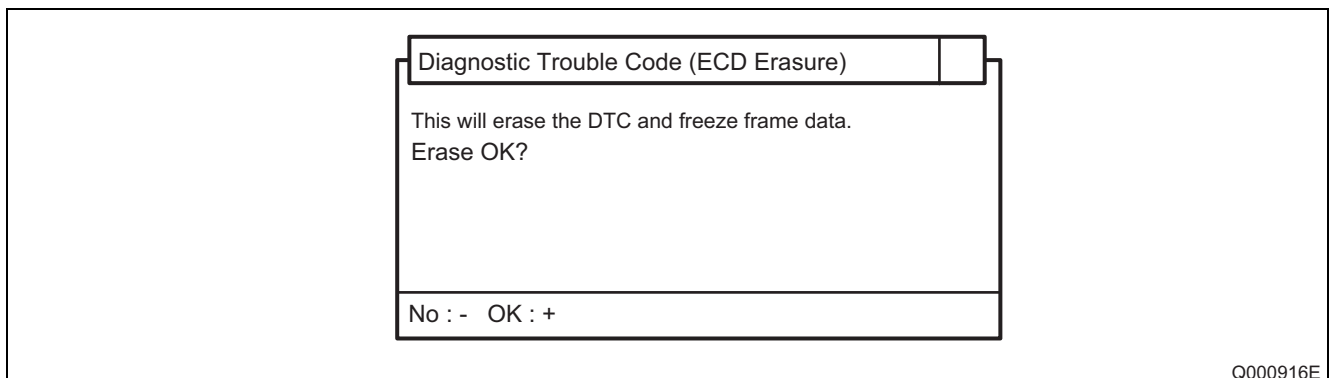 Diagnostic Trouble Code (ECD Erasure)
This will erase the DTC and freeze frame data.
Erase OK?
No : -   OK : +
Q000916E